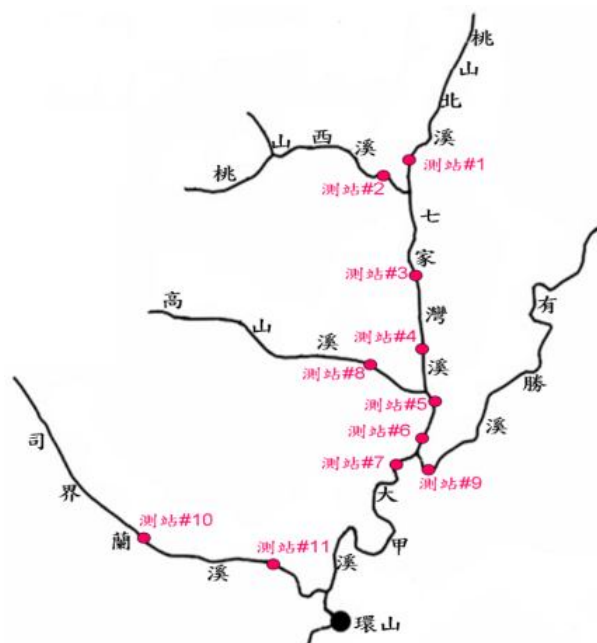 桃山北溪
測站#1
桃山西溪
測站#2
七家灣溪
測站#3
測站#4
高山溪
測站#8
測站#5
測站#6
有勝溪
測站#7
測站#9
大甲溪
司界蘭溪
測站#10
測站#11
環山